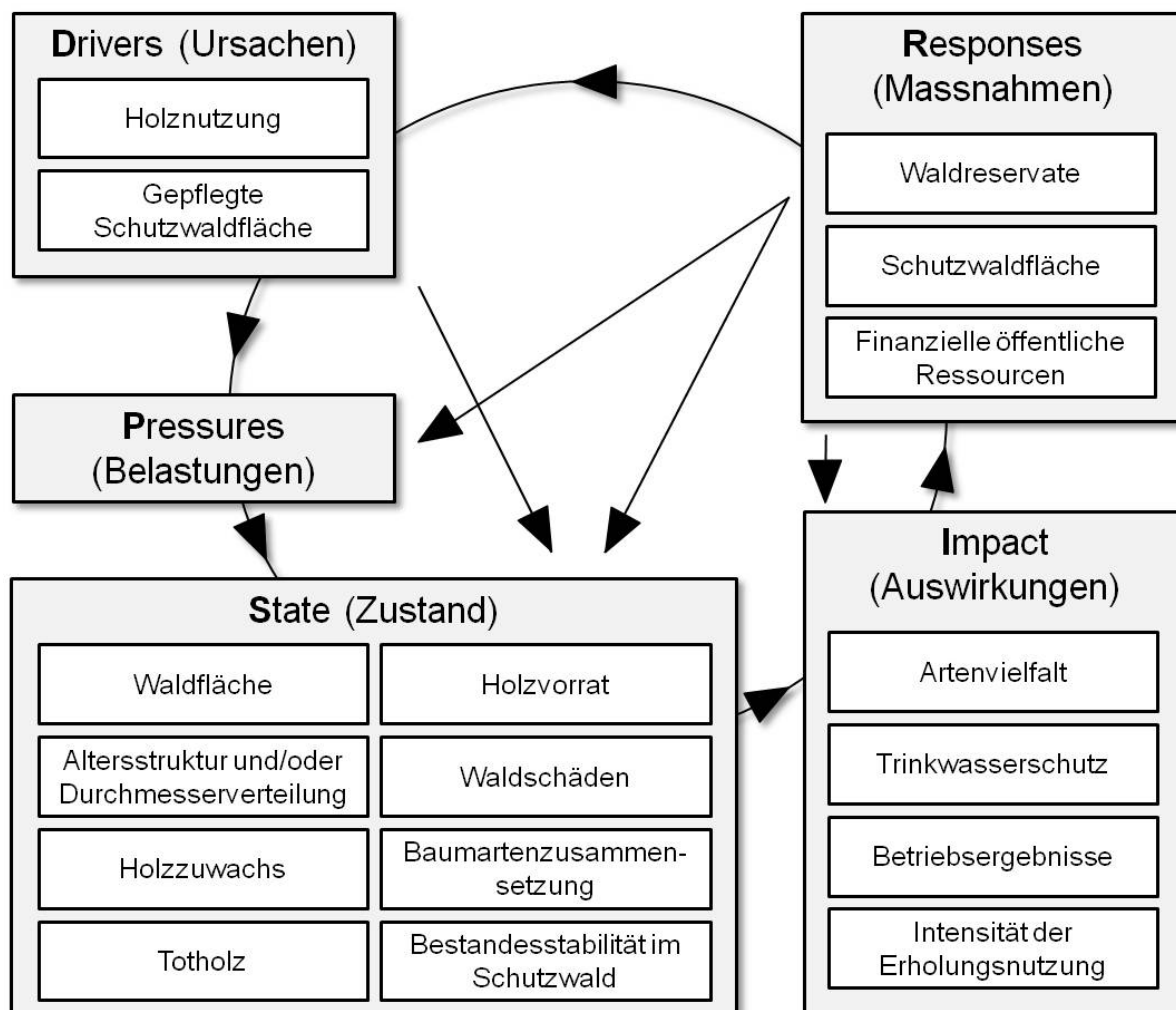 Drivers (Ursachen)
Holznutzung
Gepflegte
Schutzwaldfläche
Responses
(Massnahmen)
Waldreservate
Schutzwaldfläche
Finanzielle öffentliche
Ressourcen
Pressures
(Belastungen)
State (Zustand)
Waldfläche
Holzvorrat
Altersstruktur und/oder
Durchmesserverteilung
Waldschäden
Holzzuwachs
Baumartenzusammen-
setzung
Totholz
Bestandesstabilität im
Schutzwald
Impact
(Auswirkungen)
Artenvielfalt
Trinkwasserschutz
Betriebsergebnisse
Intensität der
Erholungsnutzung